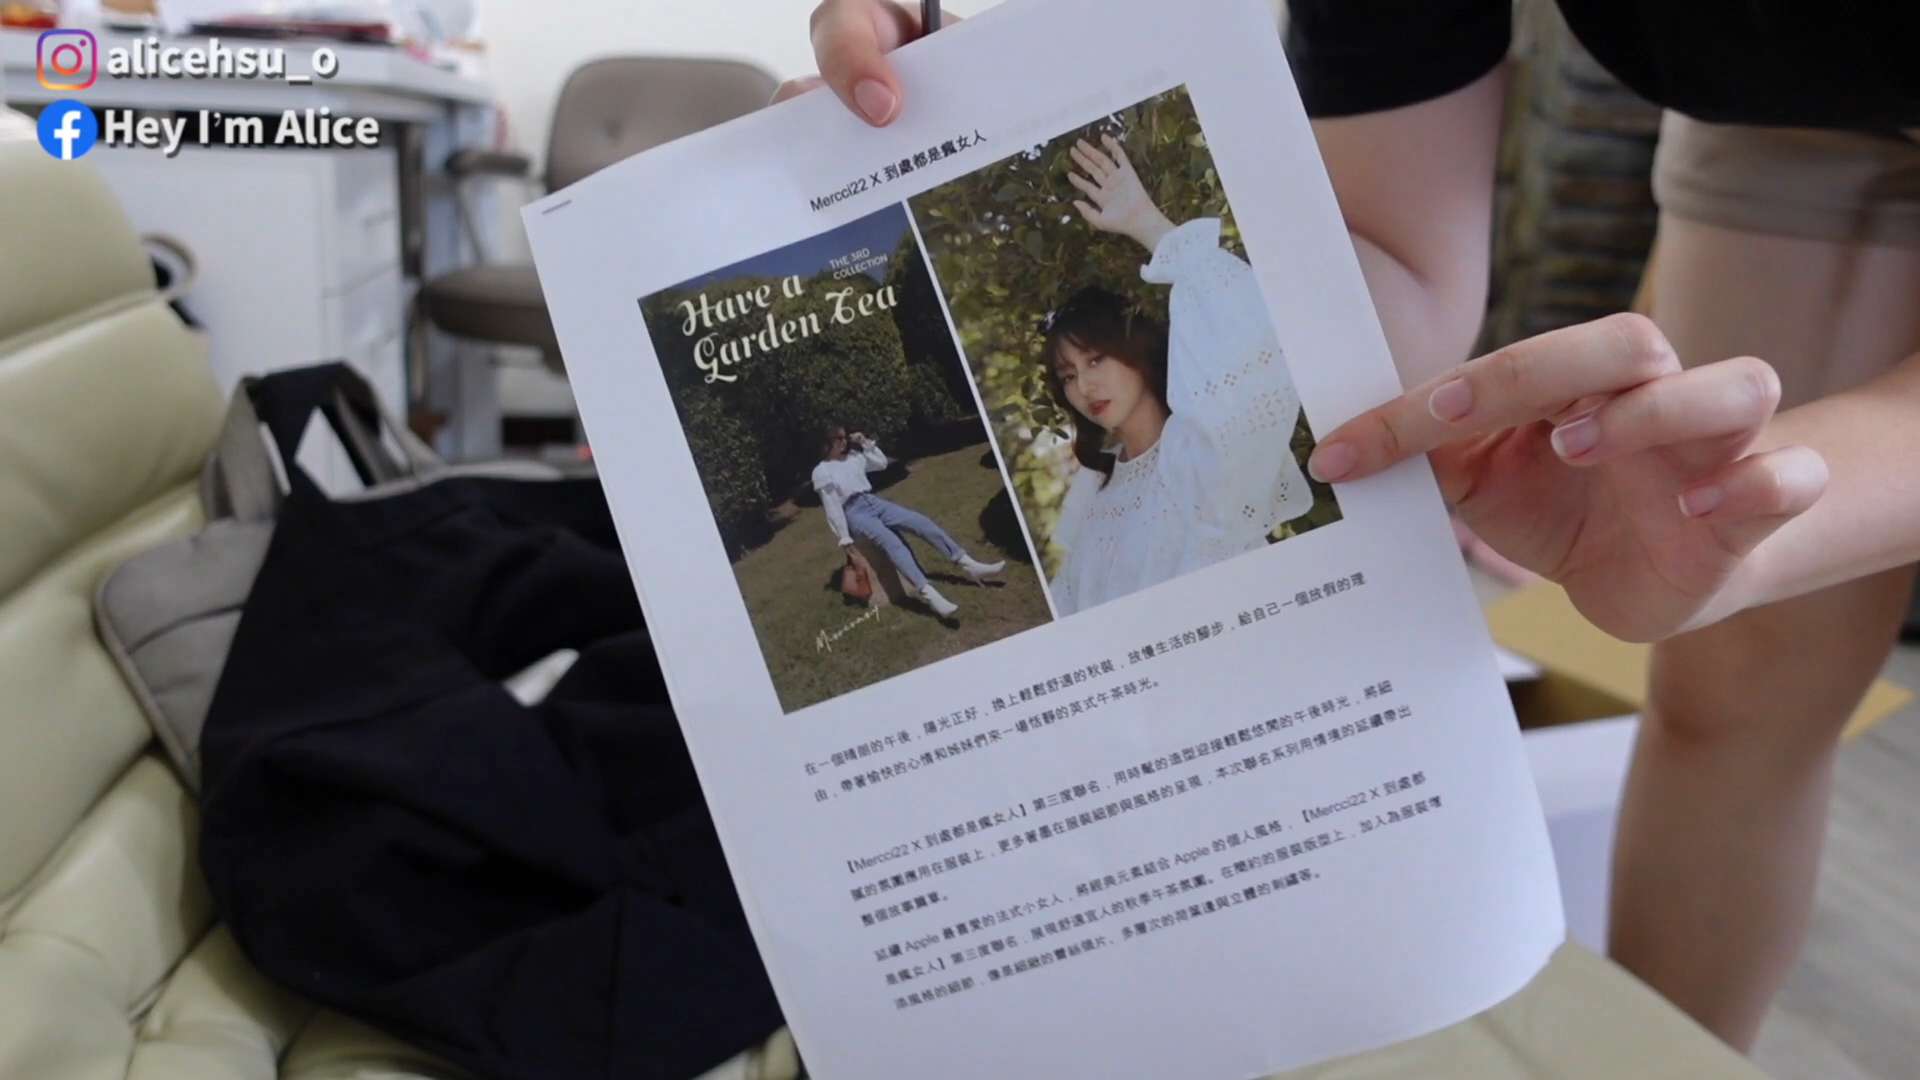 alicehsu_o
Hey I'm Alice
Mercci22 X 到處都是瘋女人
THE 3RD
COLLECTION
Have a
Garden Tea
在一個晴朗的午後，陽光正好，換上輕鬆舒適的秋裝，放慢生活的腳步，給自己一個放假的理
由，帶著愉快的心情和姊妹們來一場恬靜的英式午茶時光。
【Mercci22 X 到處都是瘋女人】第三度聯名，用時髦的造型迎接輕鬆悠閒的午後時光，將細
膩的氛圍應用在服裝上，更多著墨在服裝細節與風格的呈現，本次聯名系列用情境的延續帶出
整個故事篇章。
延續 Apple 最喜愛的法式小女人，將經典元素結合 Apple 的個人風格，【Mercci22 X 到處都
是瘋女人】第三度聯名，展現舒適宜人的秋季午茶氛圍。在簡約的服裝版型上，加入為服裝增
添風格的細節，像是細緻的蕾絲領片、多層次的荷葉邊與立體的刺繡等。